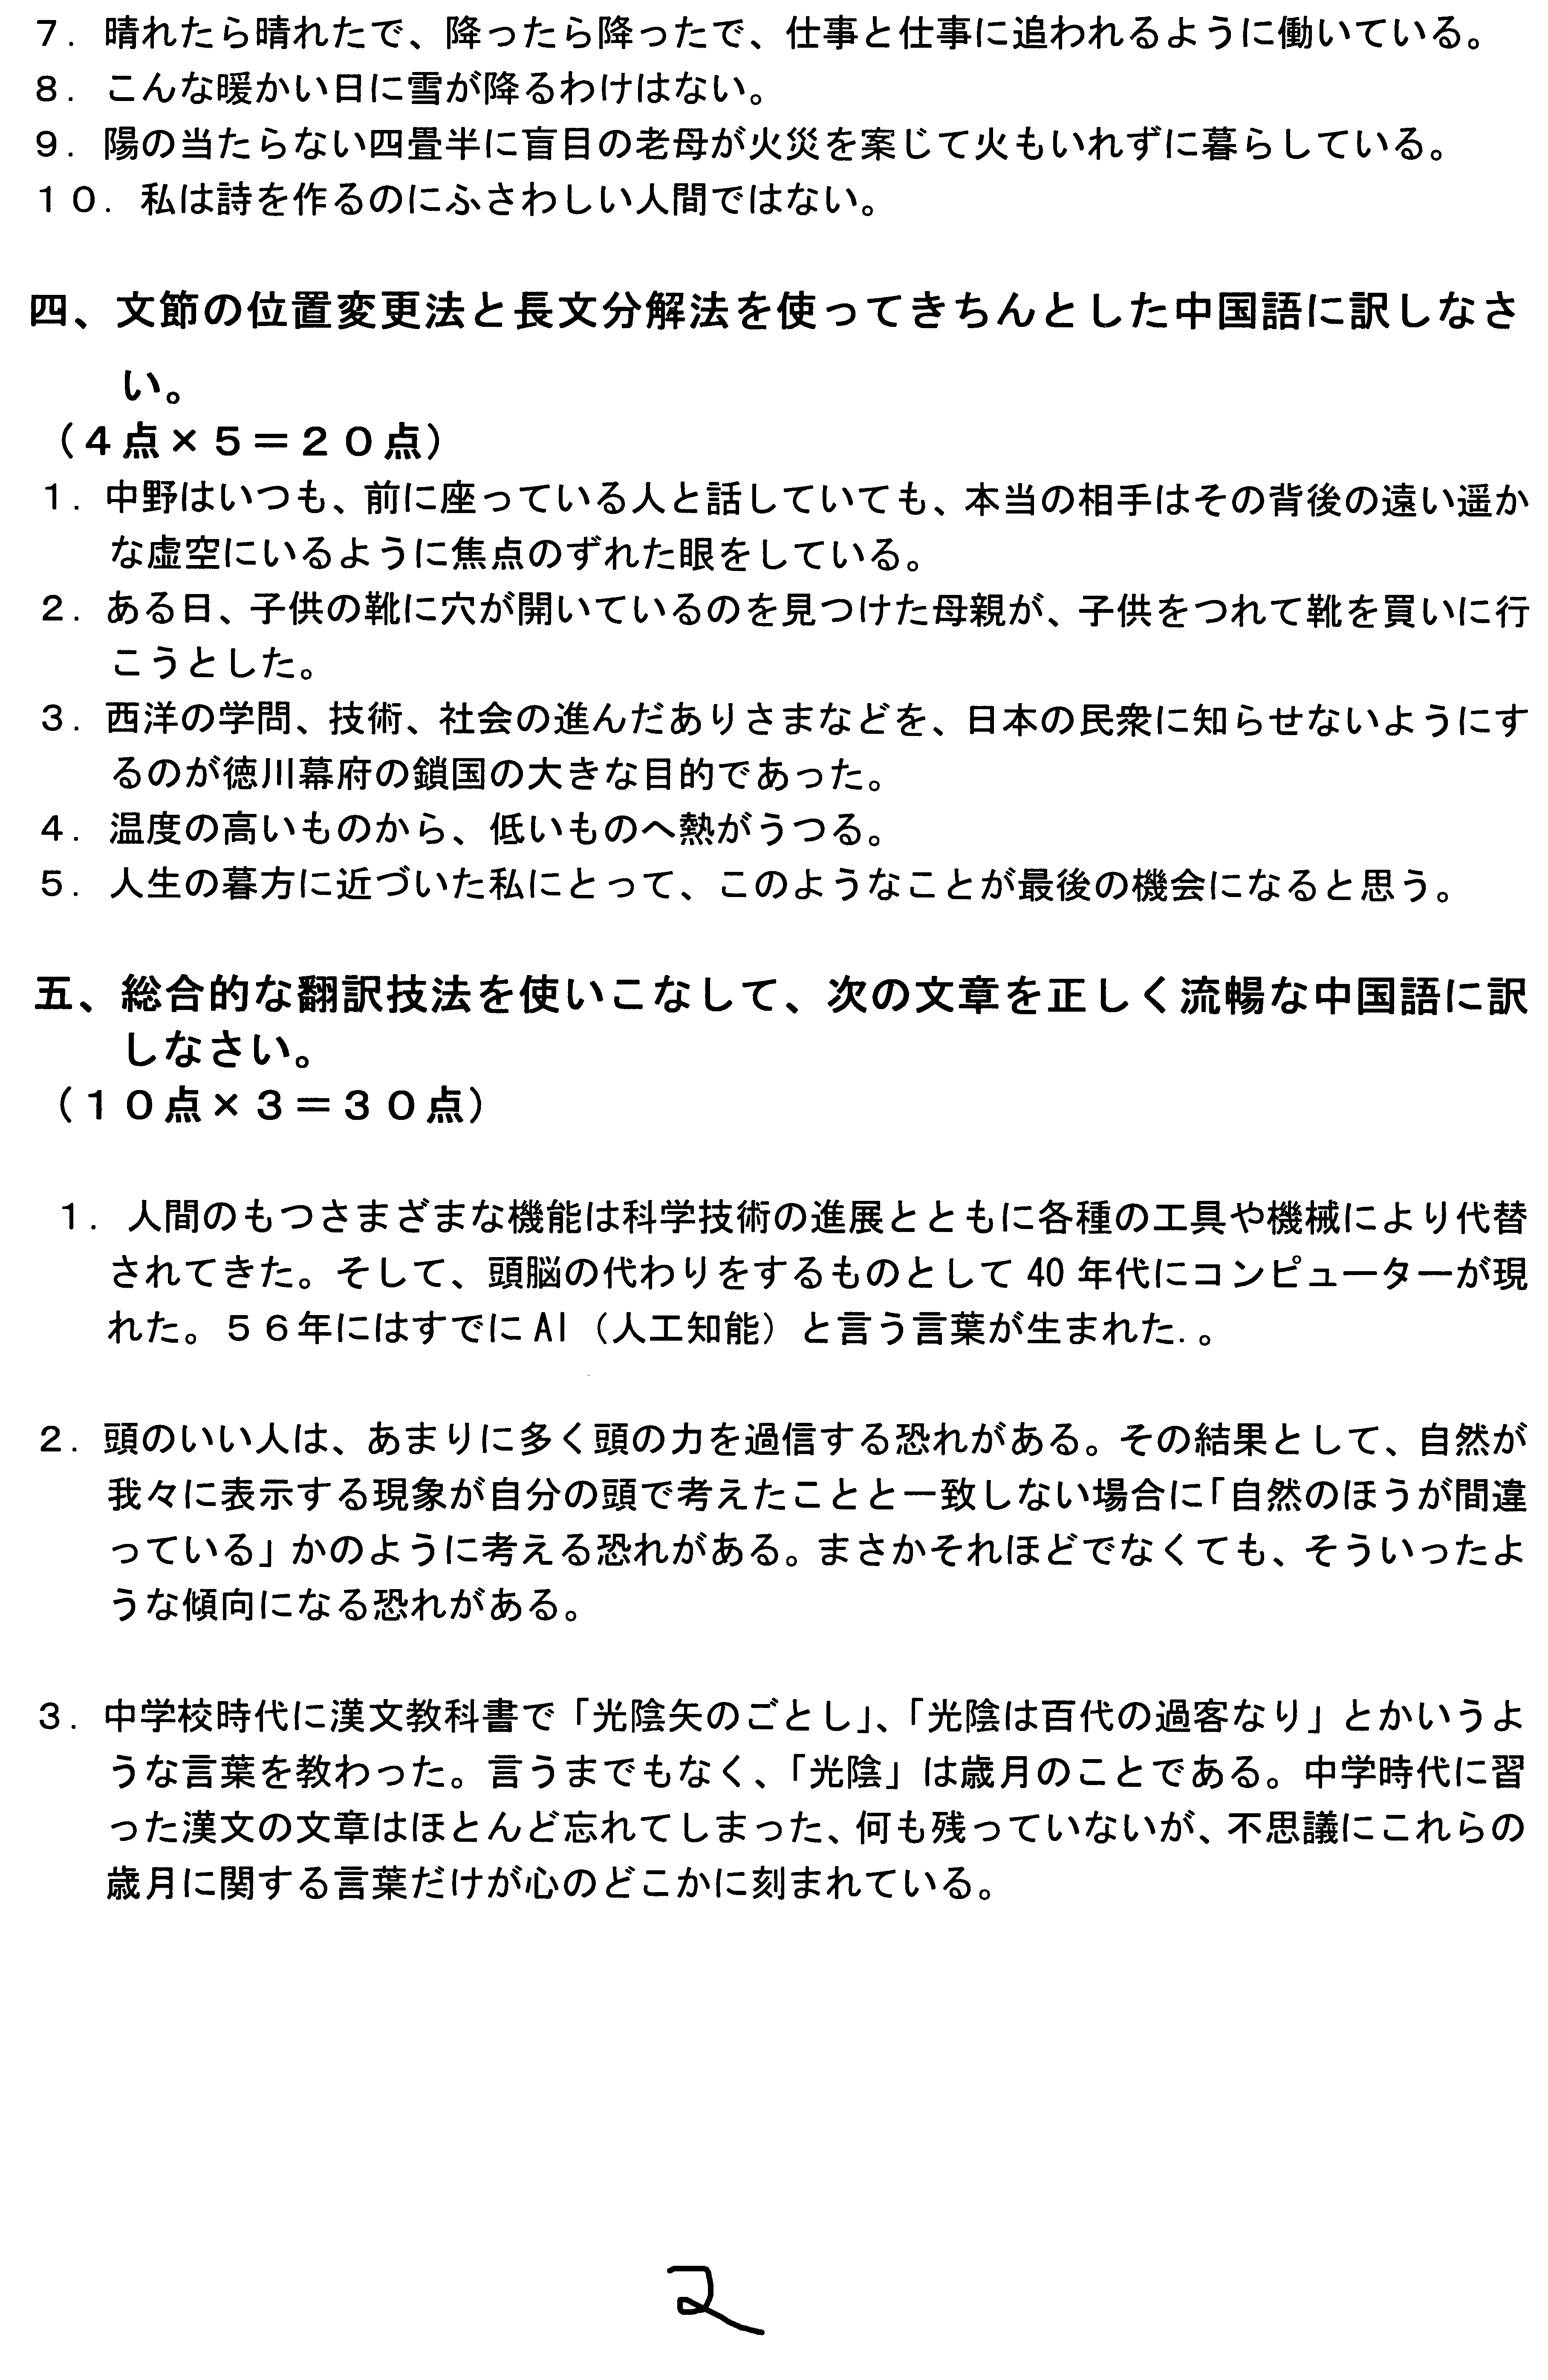 ７．晴れたら晴れたで、降ったら降ったで、仕事と仕事に追われるように働いている。
８．こんな暖かい日に雪が降るわけはない。
９．陽の当たらない四畳半に盲目の老母が火災を案じて火もいれずに暮らしている。
１０．私は詩を作るのにふさわしい人間ではない。
四、文節の位置変更法と長文分解法を使ってきちんとした中国語に訳しなさ
い。
（４点×５＝２０点）
１．中野はいつも、前に座っている人と話していても、本当の相手はその背後の遠い遥か
な虚空にいるように焦点のずれた眼をしている。
２．ある日、子供の靴に穴が開いているのを見つけた母親が、子供をつれて靴を買いに行
こうとした。
３．西洋の学問、技術、社会の進んだありさまなどを、日本の民衆に知らせないようにす
るのが徳川幕府の鎖国の大きな目的であった。
４．温度の高いものから、低いものへ熱がうつる。
５．人生の暮方に近づいた私にとって、このようなことが最後の機会になると思う。
五、総合的な翻訳技法を使いこなして、次の文章を正しく流暢な中国語に訳
しなさい。
（１０点×３＝３０点）
１．人間のもつさまざまな機能は科学技術の進展とともに各種の工具や機械により代替
されてきた。そして、頭脳の代わりをするものとして 40 年代にコンピューターが現
れた。５６年にはすでに AI（人工知能）と言う言葉が生まれた.。
２．頭のいい人は、あまりに多く頭の力を過信する恐れがある。その結果として、自然が
我々に表示する現象が自分の頭で考えたことと一致しない場合に「自然のほうが間違
っている」かのように考える恐れがある。まさかそれほどでなくても、そういったよ
うな傾向になる恐れがある。
３．中学校時代に漢文教科書で「光陰矢のごとし」、「光陰は百代の過客なり」とかいうよ
うな言葉を教わった。言うまでもなく、「光陰」は歳月のことである。中学時代に習
った漢文の文章はほとんど忘れてしまった、何も残っていないが、不思議にこれらの
歳月に関する言葉だけが心のどこかに刻まれている。
2